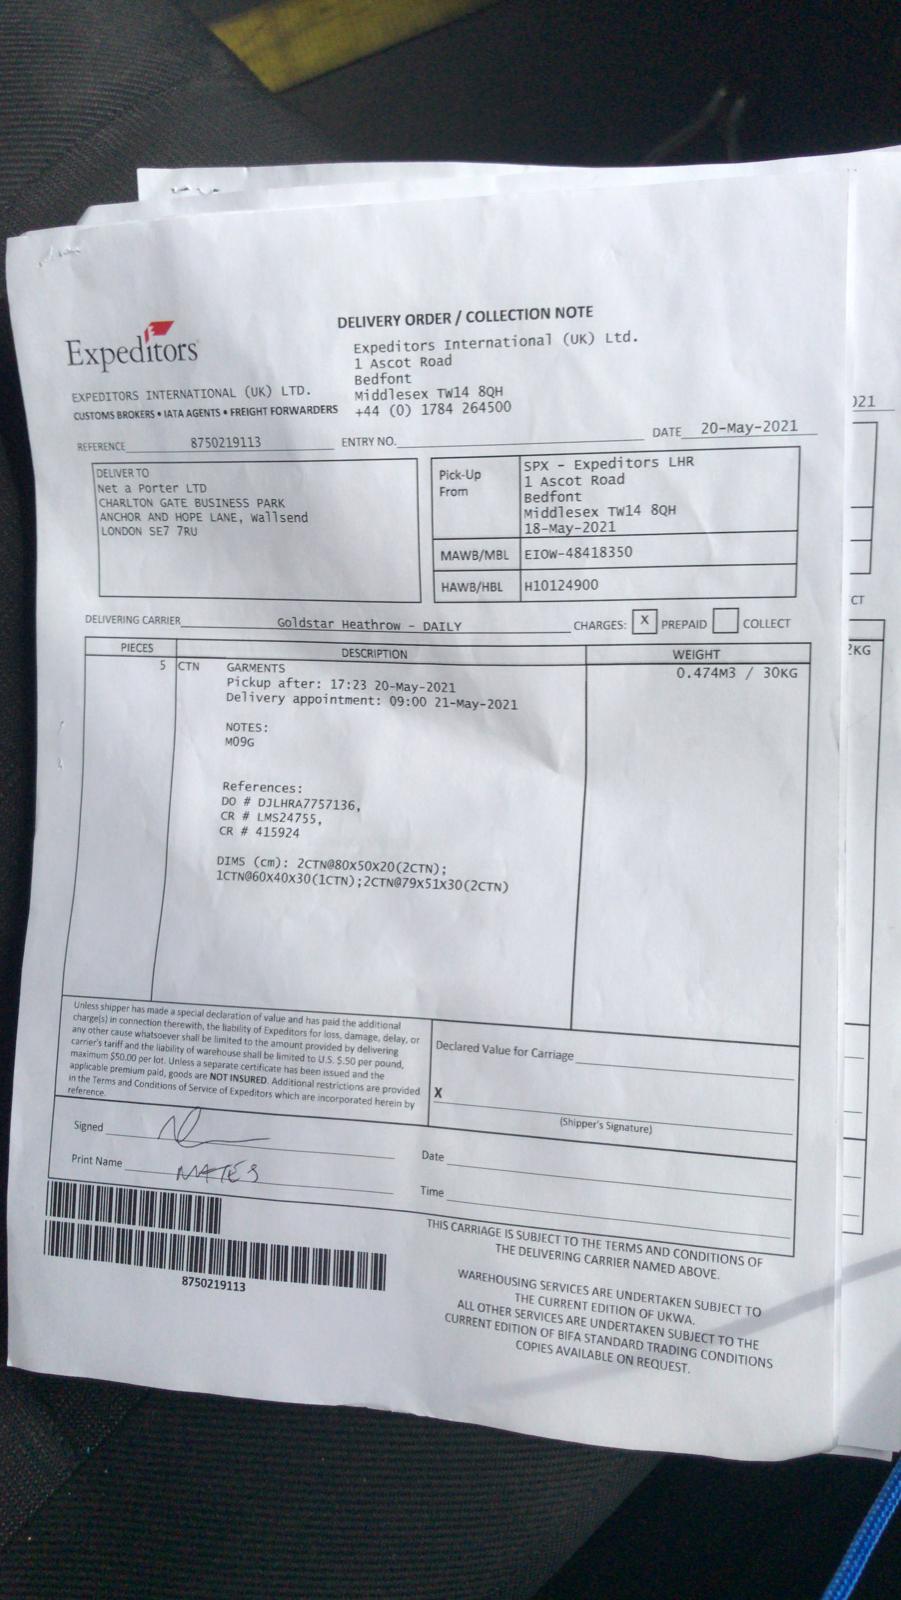 DELIVERY ORDER / COLLECTION NOTE
Expeditors
Expeditors International (UK) Ltd.
1 Ascot Road
Bedfont
Middlesex TW14 8QH
+44 (0) 1784 264500
EXPEDITORS INTERNATIONAL (UK) LTD.
CUSTOMS BROKERS • IATA AGENTS • FREIGHT FORWARDERS
REFERENCE 8750219113 ENTRY NO. DATE 20-May-2021
DELIVER TO
Net a Porter LTD
CHARLTON GATE BUSINESS PARK
ANCHOR AND HOPE LANE, Wallsend
LONDON SE7 7RU
Pick-Up From
SPX - Expeditors LHR
1 Ascot Road
Bedfont
Middlesex TW14 8QH
18-May-2021
MAWB/MBL EIOW-48418350
HAWB/HBL H10124900
DELIVERING CARRIER Goldstar Heathrow - DAILY CHARGES: X PREPAID COLLECT
PIECES DESCRIPTION WEIGHT
5 CTN GARMENTS 0.474M3 / 30KG
Pickup after: 17:23 20-May-2021
Delivery appointment: 09:00 21-May-2021
NOTES:
M09G
References:
DO # DJLHRA7757136,
CR # LMS24755,
CR # 415924
DIMS (cm): 2CTN@80X50X20(2CTN);
1CTN@60X40X30(1CTN);2CTN@79X51X30(2CTN)
Unless shipper has made a special declaration of value and has paid the additional
charge(s) in connection therewith, the liability of Expeditors for loss, damage, delay, or
any other cause whatsoever shall be limited to the amount provided by delivering
carrier's tariff and the liability of warehouse shall be limited to U.S. $.50 per pound,
maximum $50.00 per lot. Unless a separate certificate has been issued and the
applicable premium paid, goods are NOT INSURED. Additional restrictions are provided
in the Terms and Conditions of Service of Expeditors which are incorporated herein by
reference.
Declared Value for Carriage
X
(Shipper's Signature)
Signed
Print Name MATES
Date
Time
8750219113
THIS CARRIAGE IS SUBJECT TO THE TERMS AND CONDITIONS OF
THE DELIVERING CARRIER NAMED ABOVE.
WAREHOUSING SERVICES ARE UNDERTAKEN SUBJECT TO
THE CURRENT EDITION OF UKWA.
ALL OTHER SERVICES ARE UNDERTAKEN SUBJECT TO THE
CURRENT EDITION OF BIFA STANDARD TRADING CONDITIONS
COPIES AVAILABLE ON REQUEST.